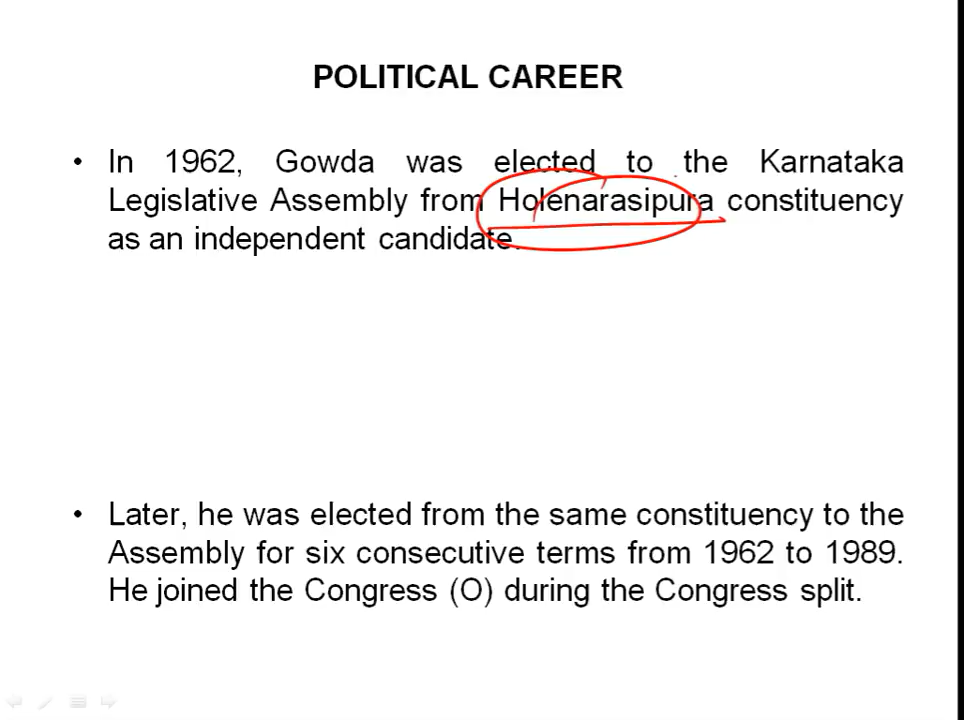 POLITICAL CAREER
• In 1962, Gowda was elected to the Karnataka
Legislative Assembly from Holenarasipura constituency
as an independent candidate.
• Later, he was elected from the same constituency to the
Assembly for six consecutive terms from 1962 to 1989.
He joined the Congress (O) during the Congress split.